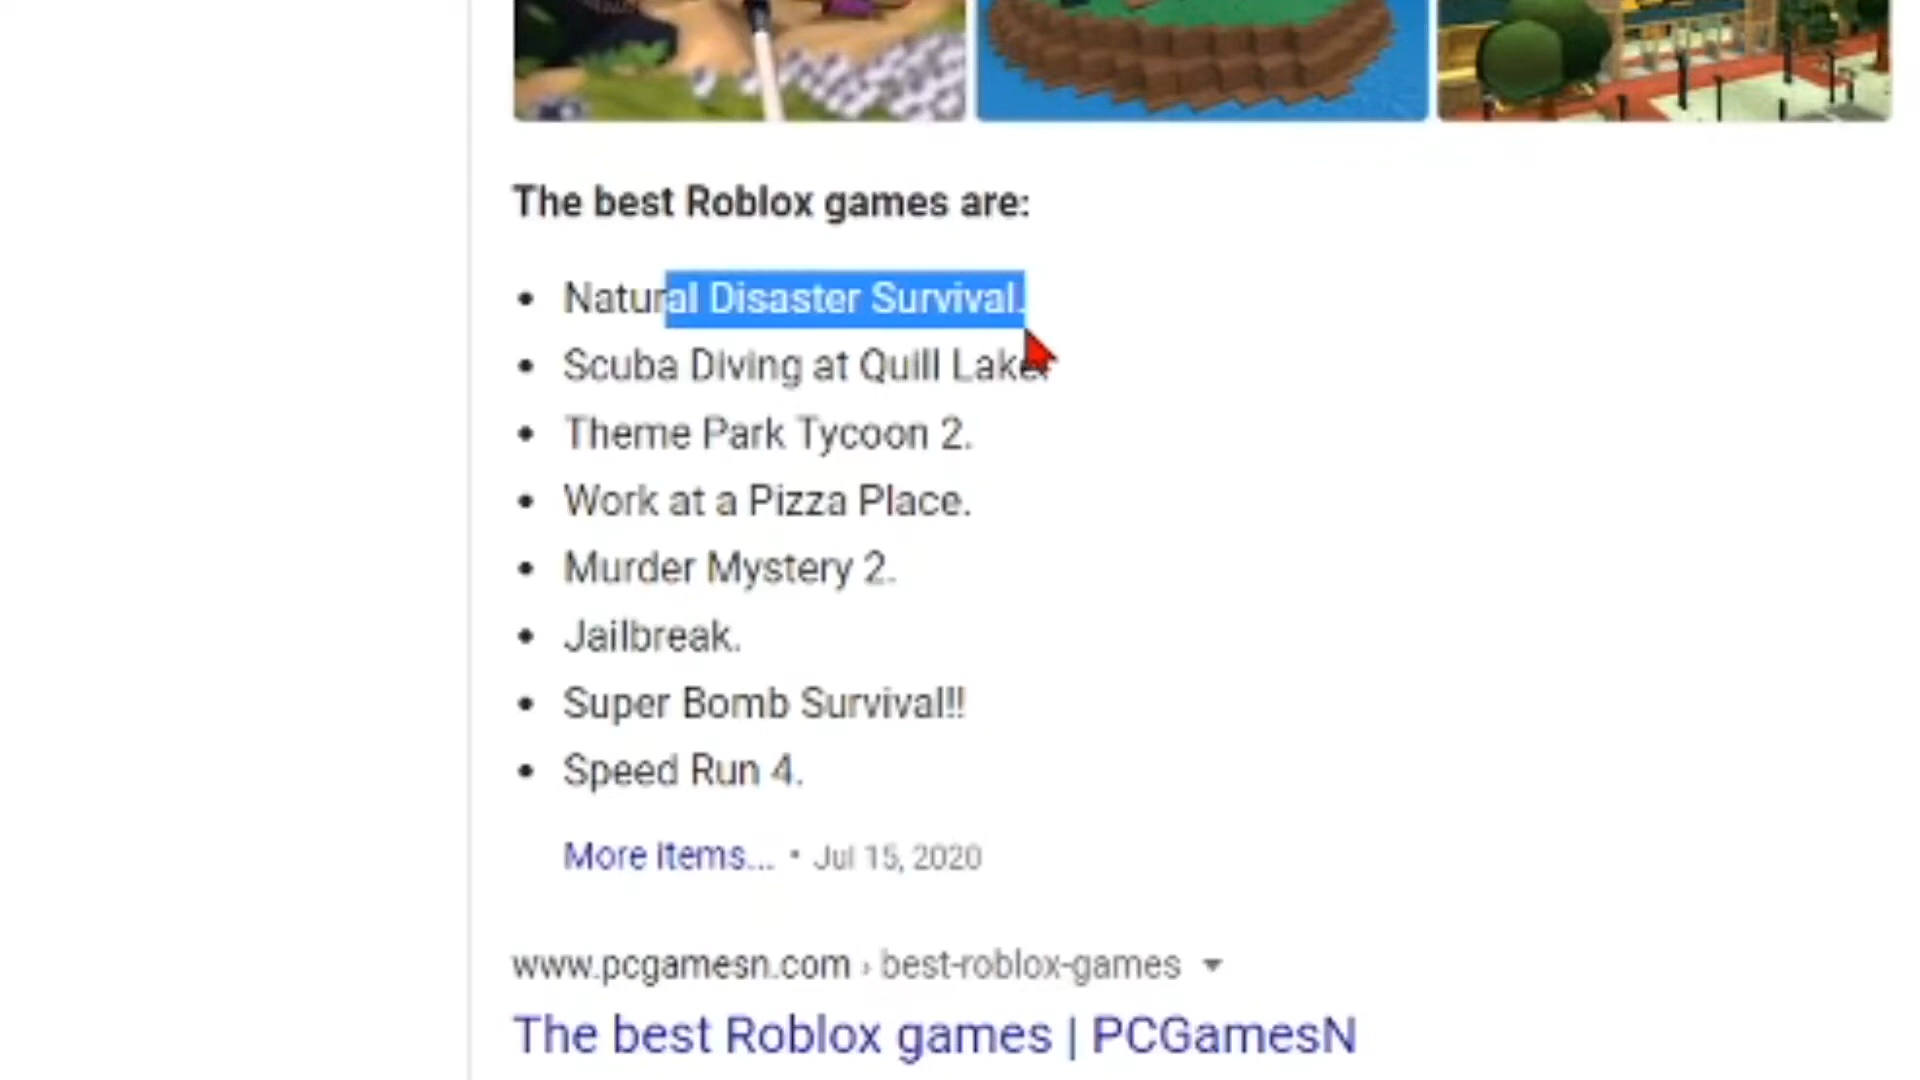 The best Roblox games are:
• Natural Disaster Survival.
• Scuba Diving at Quill Lake.
• Theme Park Tycoon 2.
• Work at a Pizza Place.
• Murder Mystery 2.
• Jailbreak.
• Super Bomb Survival!!
• Speed Run 4.
More items... • Jul 15, 2020
www.pcgamesn.com › best-roblox-games
The best Roblox games | PCGamesN